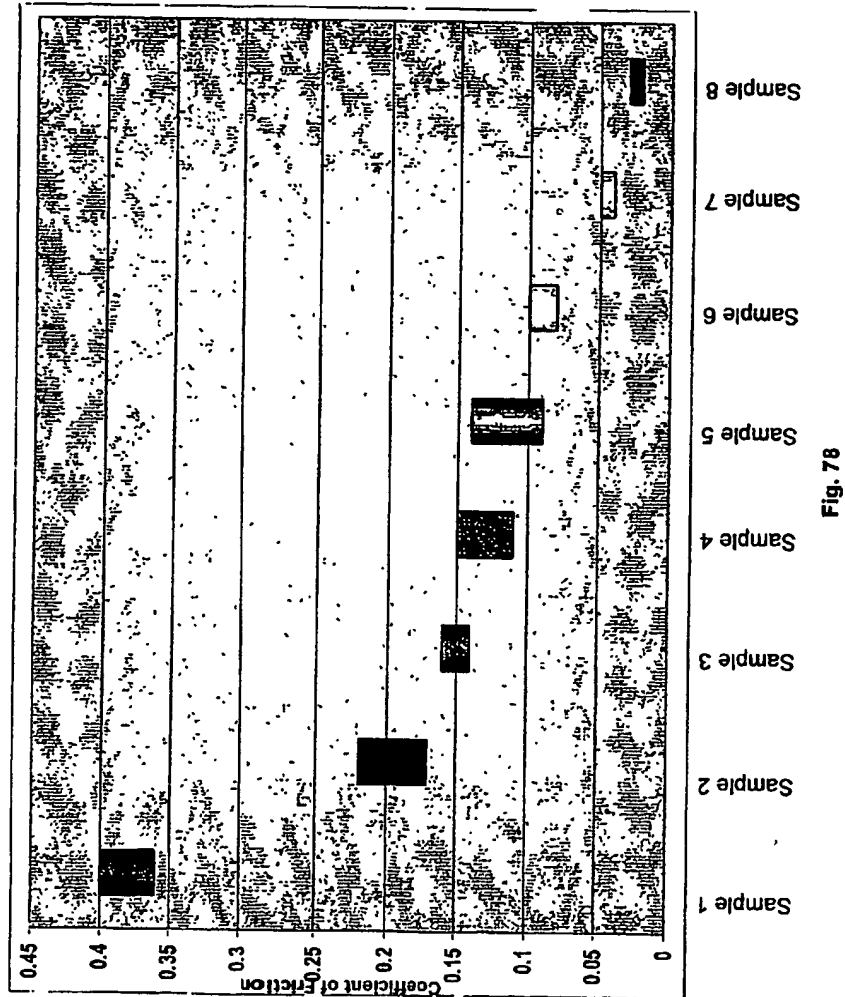 0.45
0.4
0.35
0.3
0.25
0.2
0.15
0.1
0.05
0
Coefficient of Friction
Sample 1
Sample 2
Sample 3
Sample 4
Sample 5
Sample 6
Sample 7
Sample 8
Fig. 78